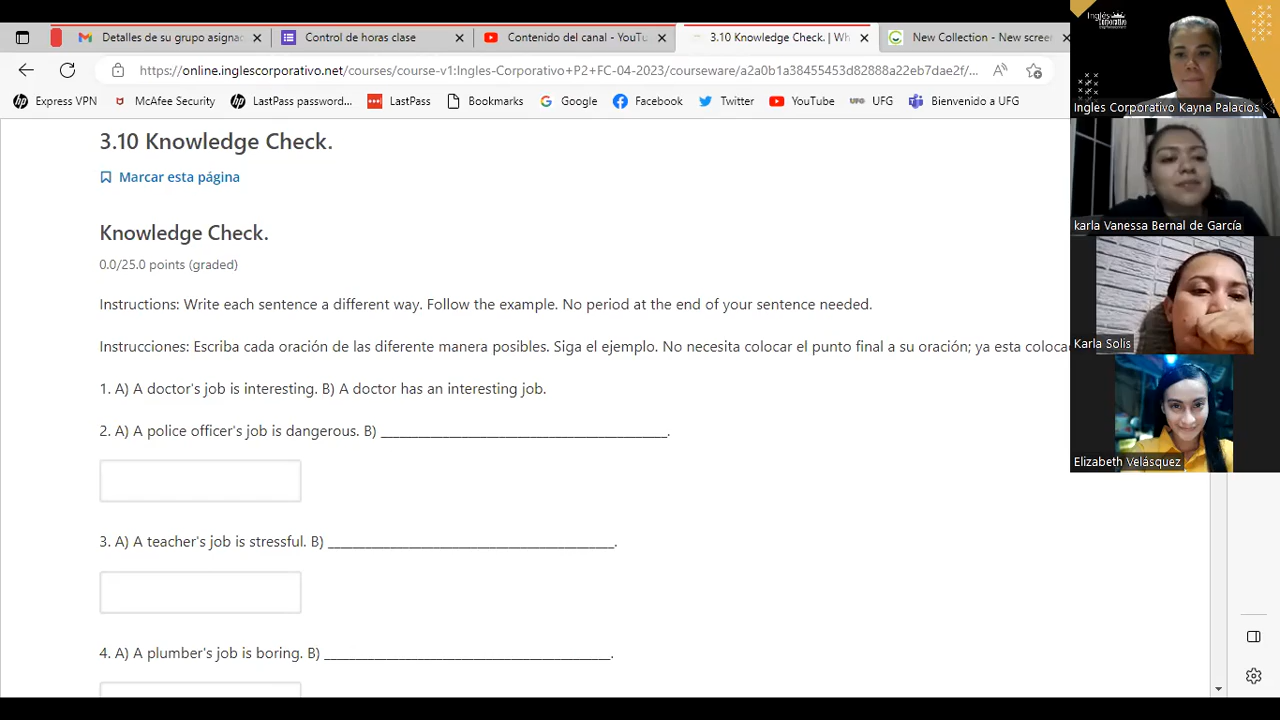 Detalles de su grupo asignac
Control de horas clase
Contenido del canal - YouTu
3.10 Knowledge Check. | Wh
New Collection - New screen
https://online.inglescorporativo.net/courses/course-v1:Ingles-Corporativo+P2+FC-04-2023/courseware/a2a0b1a38455453d82888a22eb7dae2f/...
Express VPN
McAfee Security
LastPass password...
LastPass
Bookmarks
Google
Facebook
Twitter
YouTube
UFG
Bienvenido a UFG
3.10 Knowledge Check.
Marcar esta página
Knowledge Check.
0.0/25.0 points (graded)
Instructions: Write each sentence a different way. Follow the example. No period at the end of your sentence needed.
Instrucciones: Escriba cada oración de las diferente manera posibles. Siga el ejemplo. No necesita colocar el punto final a su oración; ya esta coloca
1. A) A doctor's job is interesting. B) A doctor has an interesting job.
2. A) A police officer's job is dangerous. B) ________________________________________.
3. A) A teacher's job is stressful. B) ________________________________________.
4. A) A plumber's job is boring. B) ________________________________________.
Inglés
Corporativo
Ingles Corporativo Kayna Palacios
karla Vanessa Bernal de García
Karla Solis
Elizabeth Velásquez